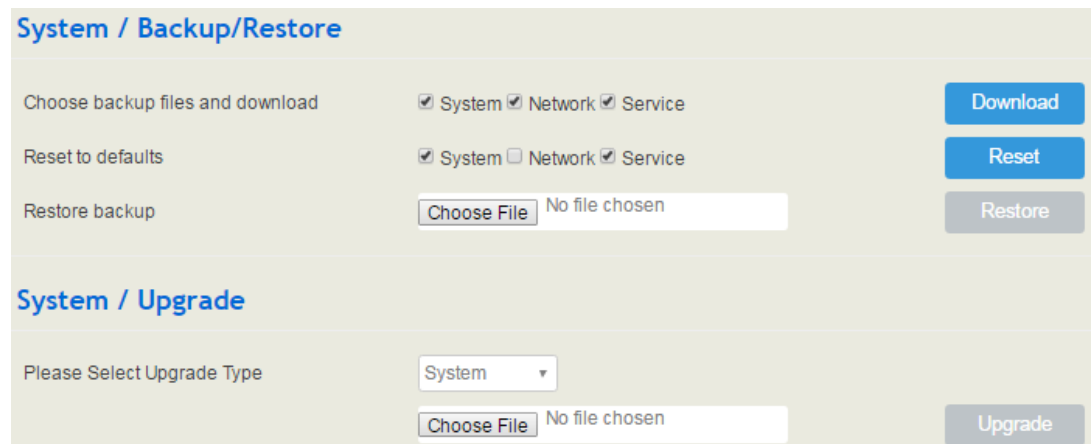 System / Backup/Restore
Choose backup files and download System Network Service Download
Reset to defaults System Network Service Reset
Restore backup Choose File No file chosen Restore
System / Upgrade
Please Select Upgrade Type System
Choose File No file chosen Upgrade